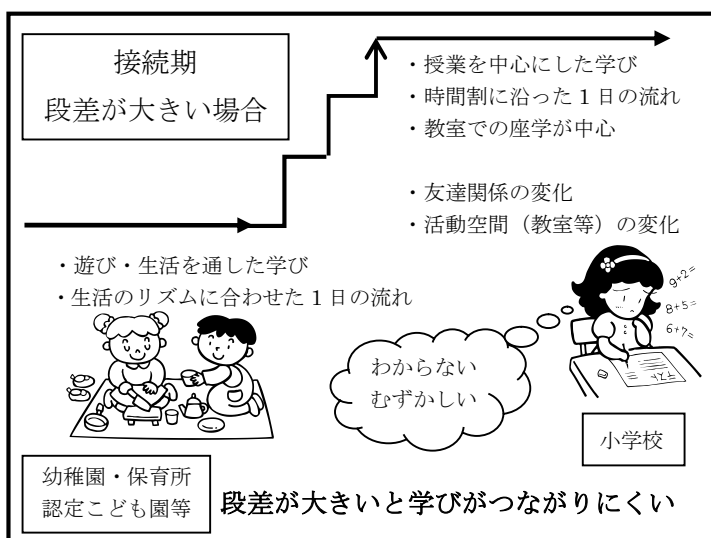 接続期
段差が大きい場合
・授業を中心にした学び
・時間割に沿った1日の流れ
・教室での座学が中心
・友達関係の変化
・活動空間（教室等）の変化
・遊び・生活を通した学び
・生活のリズムに合わせた1日の流れ
9+2=
8+5=
6+7=
テスト
わからない
むずかしい
小学校
幼稚園・保育所
認定こども園等
段差が大きいと学びがつながりにくい